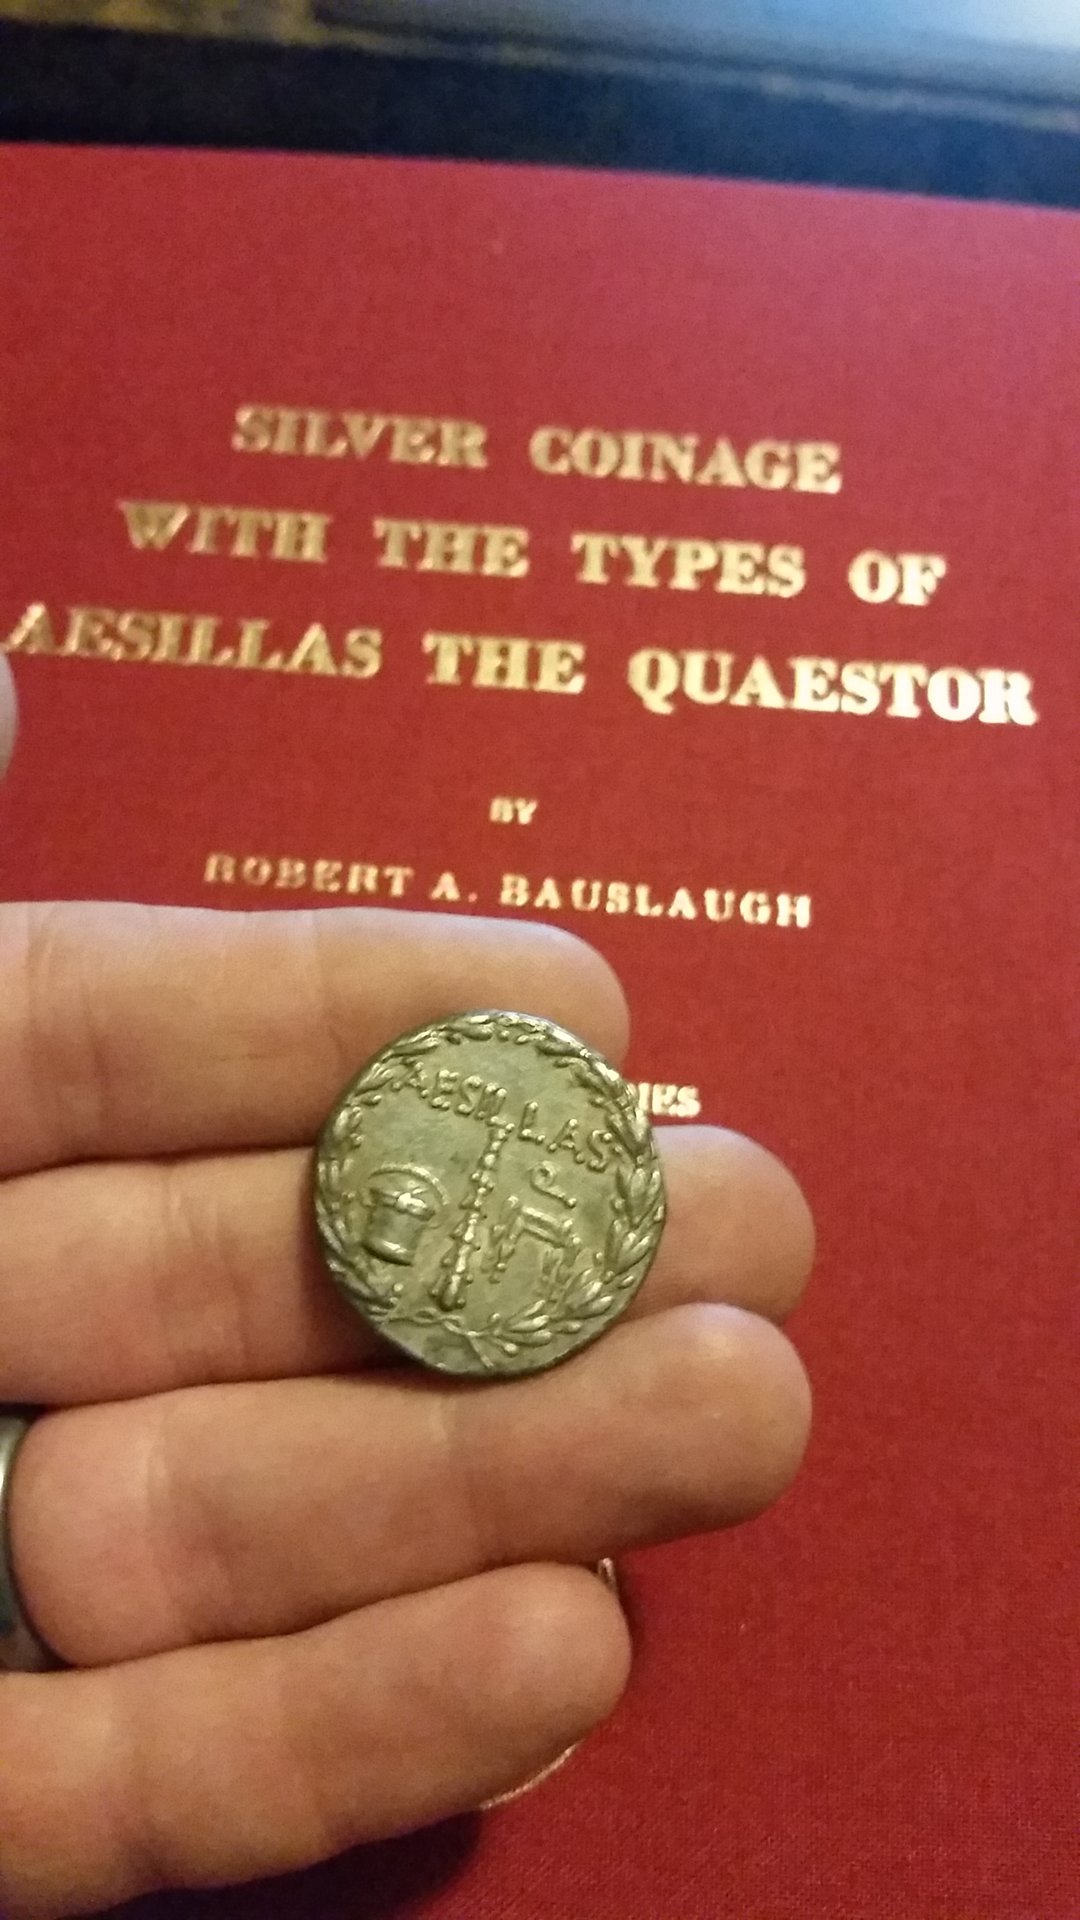 SILVER COINAGE
WITH THE TYPES OF
AESILLAS THE QUAESTOR
BY
ROBERT A. BAUSLAUGH
AESILLAS